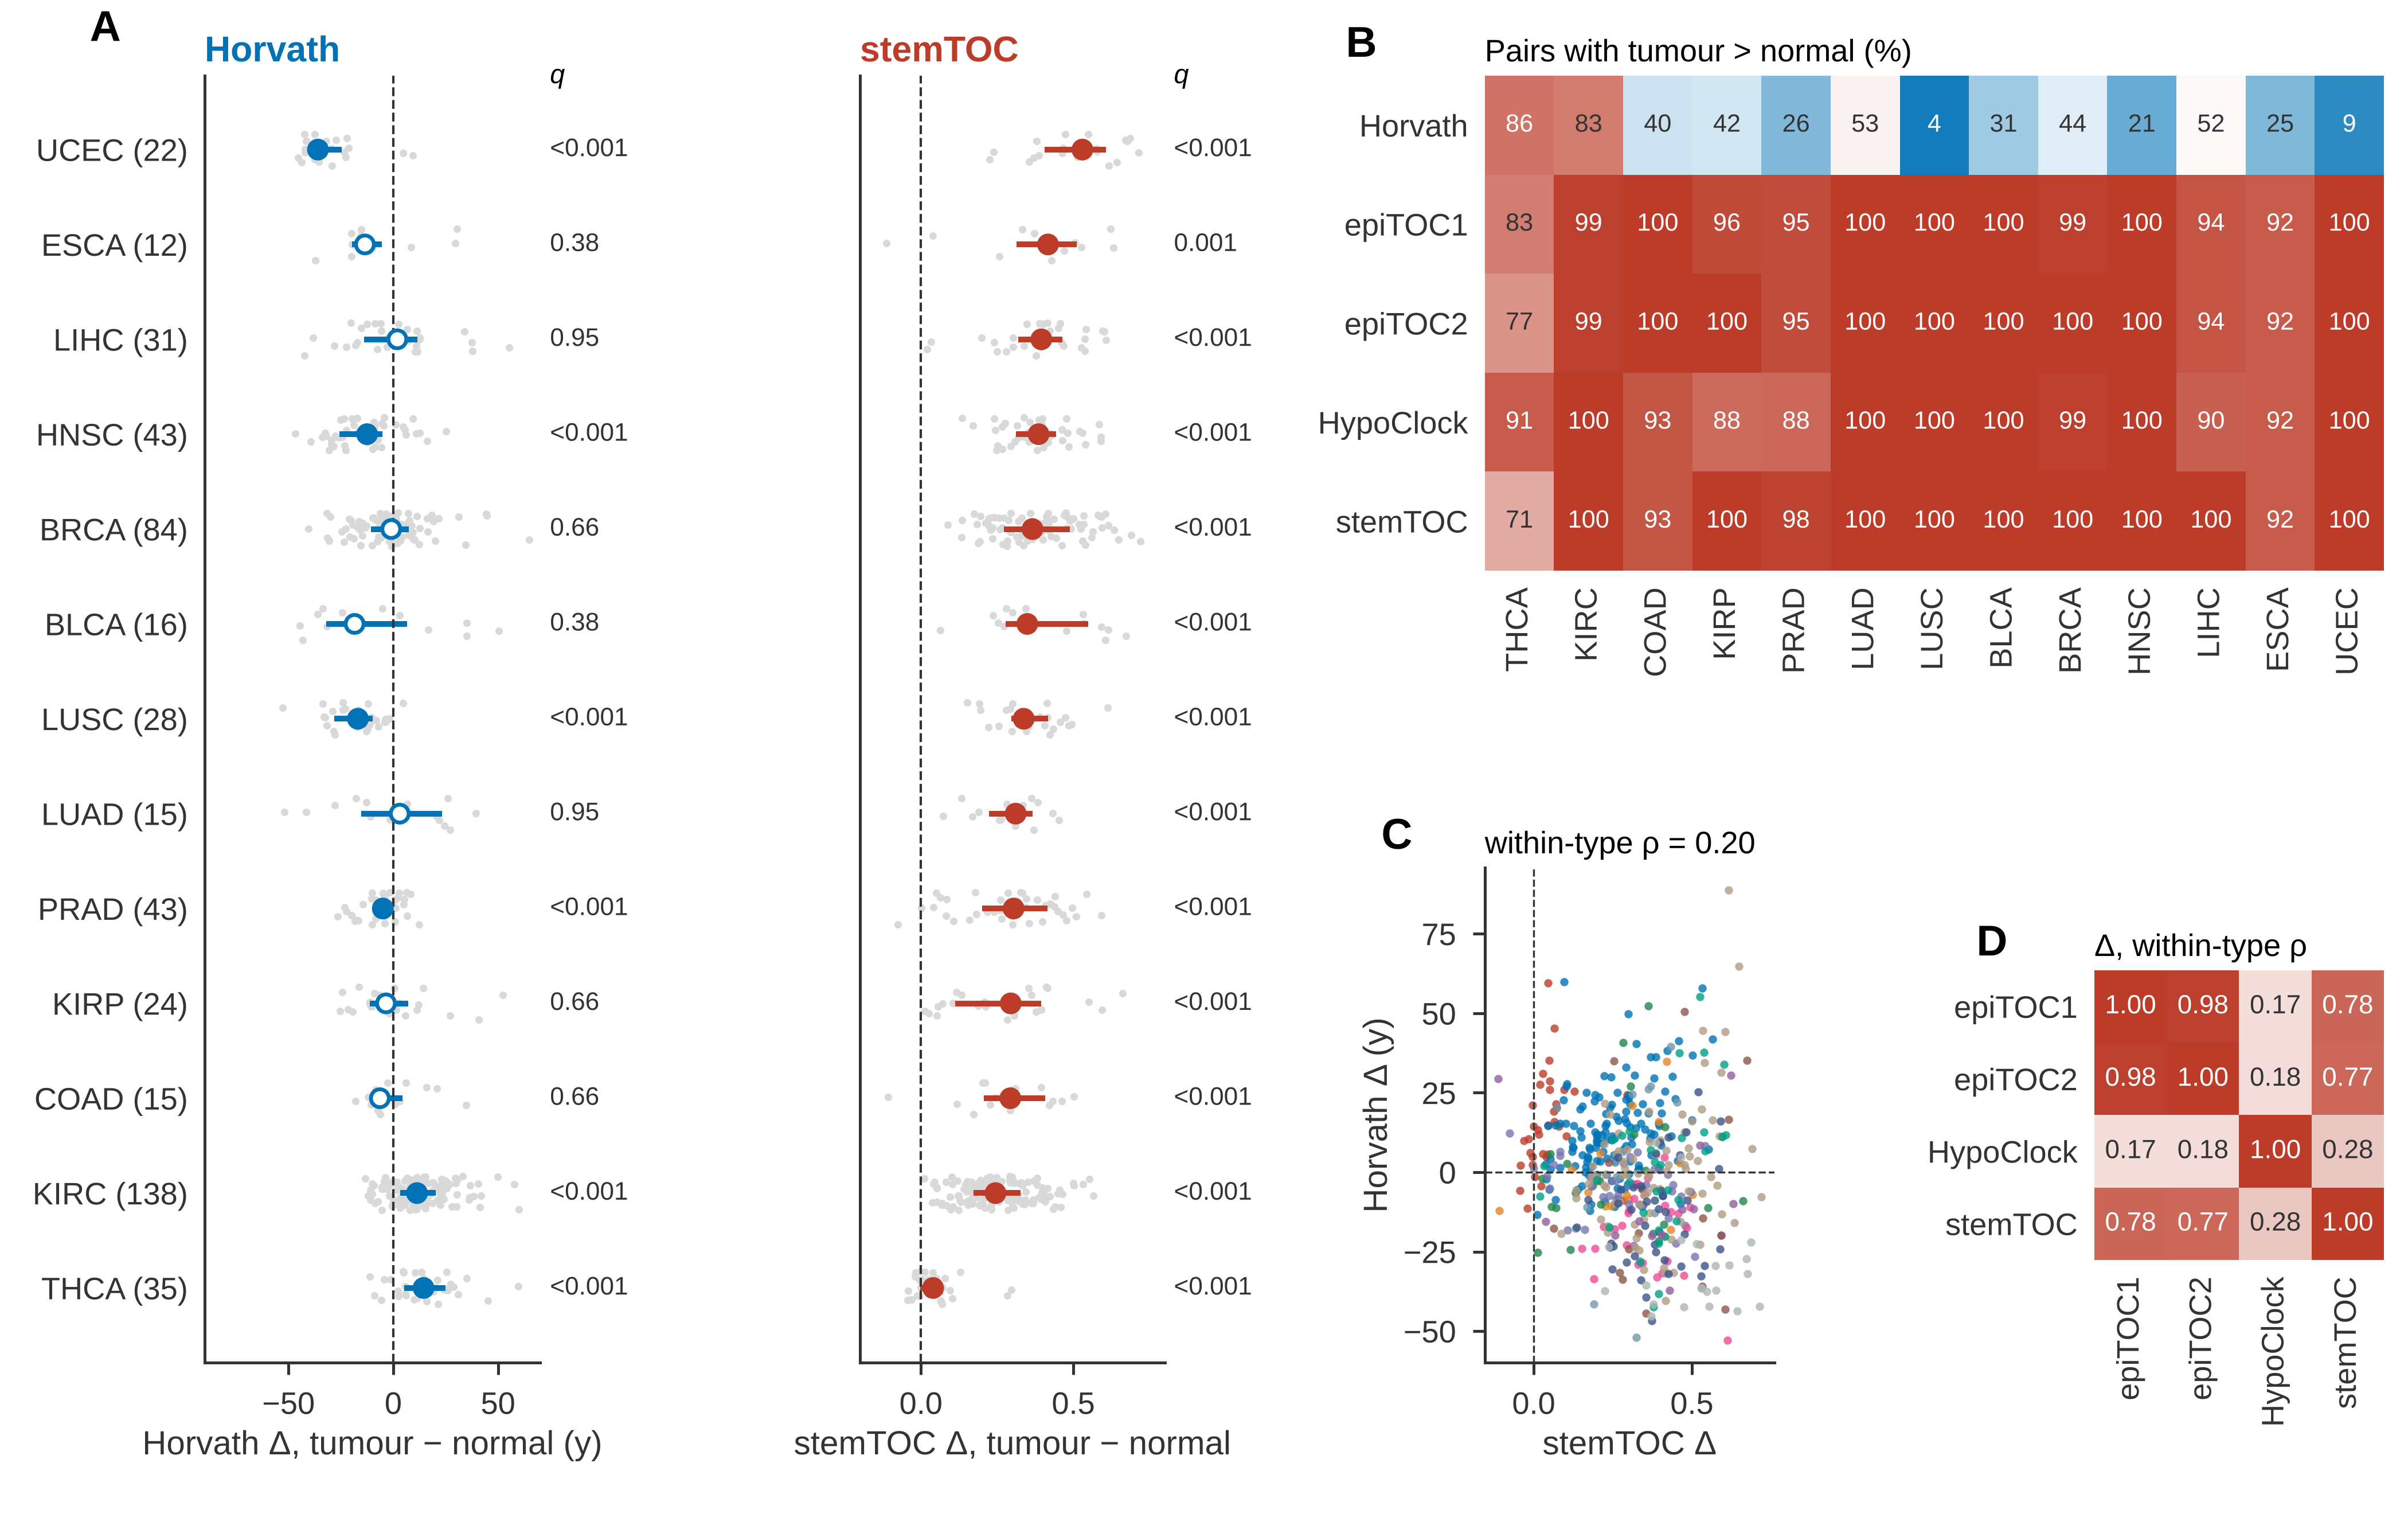 A
Horvath
q
stemTOC
q
UCEC (22)
<0.001
<0.001
ESCA (12)
0.38
0.001
LIHC (31)
0.95
<0.001
HNSC (43)
<0.001
<0.001
BRCA (84)
0.66
<0.001
BLCA (16)
0.38
<0.001
LUSC (28)
<0.001
<0.001
LUAD (15)
0.95
<0.001
PRAD (43)
<0.001
<0.001
KIRP (24)
0.66
<0.001
COAD (15)
0.66
<0.001
KIRC (138)
<0.001
<0.001
THCA (35)
<0.001
<0.001
−50 0 50
Horvath Δ, tumour − normal (y)
0.0 0.5
stemTOC Δ, tumour − normal
B
Pairs with tumour > normal (%)
Horvath 86 83 40 42 26 53 4 31 44 21 52 25 9
epiTOC1 83 99 100 96 95 100 100 100 99 100 94 92 100
epiTOC2 77 99 100 100 95 100 100 100 100 100 94 92 100
HypoClock 91 100 93 88 88 100 100 100 99 100 90 92 100
stemTOC 71 100 93 100 98 100 100 100 100 100 100 92 100
THCA KIRC COAD KIRP PRAD LUAD LUSC BLCA BRCA HNSC LIHC ESCA UCEC
C
within-type ρ = 0.20
Horvath Δ (y)
75
50
25
0
−25
−50
0.0 0.5
stemTOC Δ
D
Δ, within-type ρ
epiTOC1 1.00 0.98 0.17 0.78
epiTOC2 0.98 1.00 0.18 0.77
HypoClock 0.17 0.18 1.00 0.28
stemTOC 0.78 0.77 0.28 1.00
epiTOC1 epiTOC2 HypoClock stemTOC